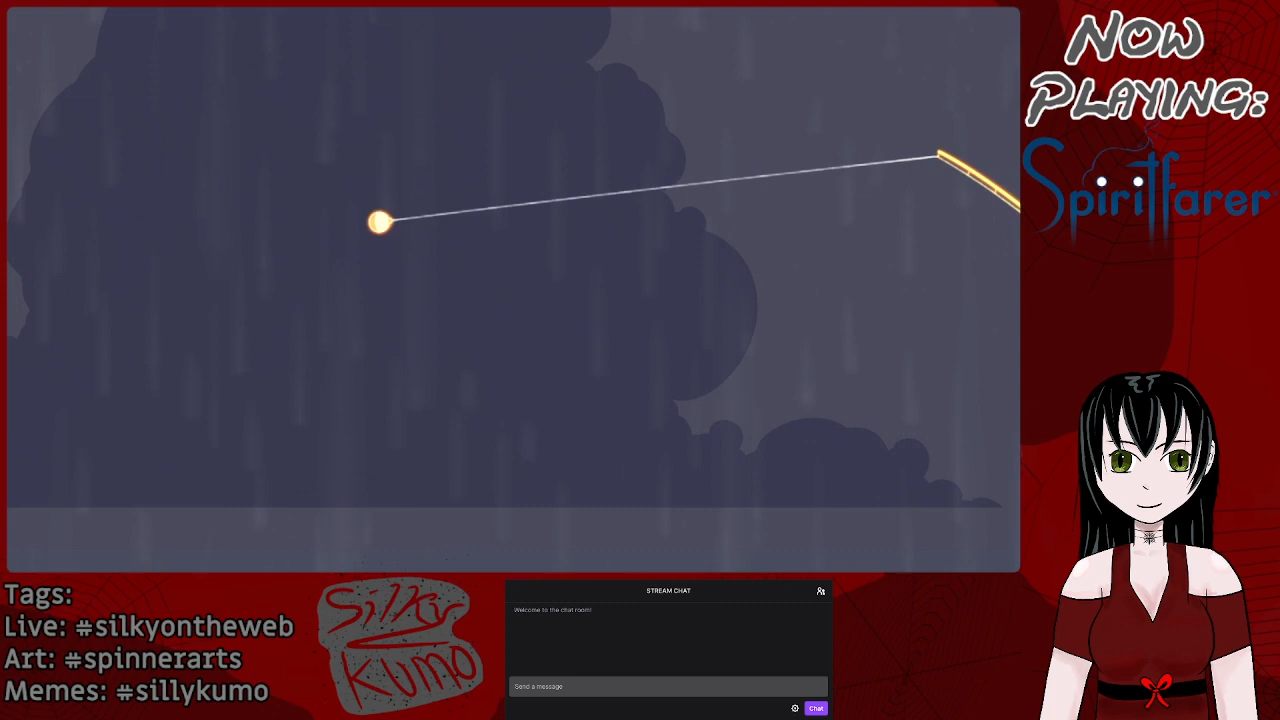 Now
Playing:
Spiritfarer
Tags:
Live: #silkyontheweb
Art: #spinnerarts
Memes: #sillykumo
Silky
Kumo
STREAM CHAT
Welcome to the chat room!
Send a message
Chat